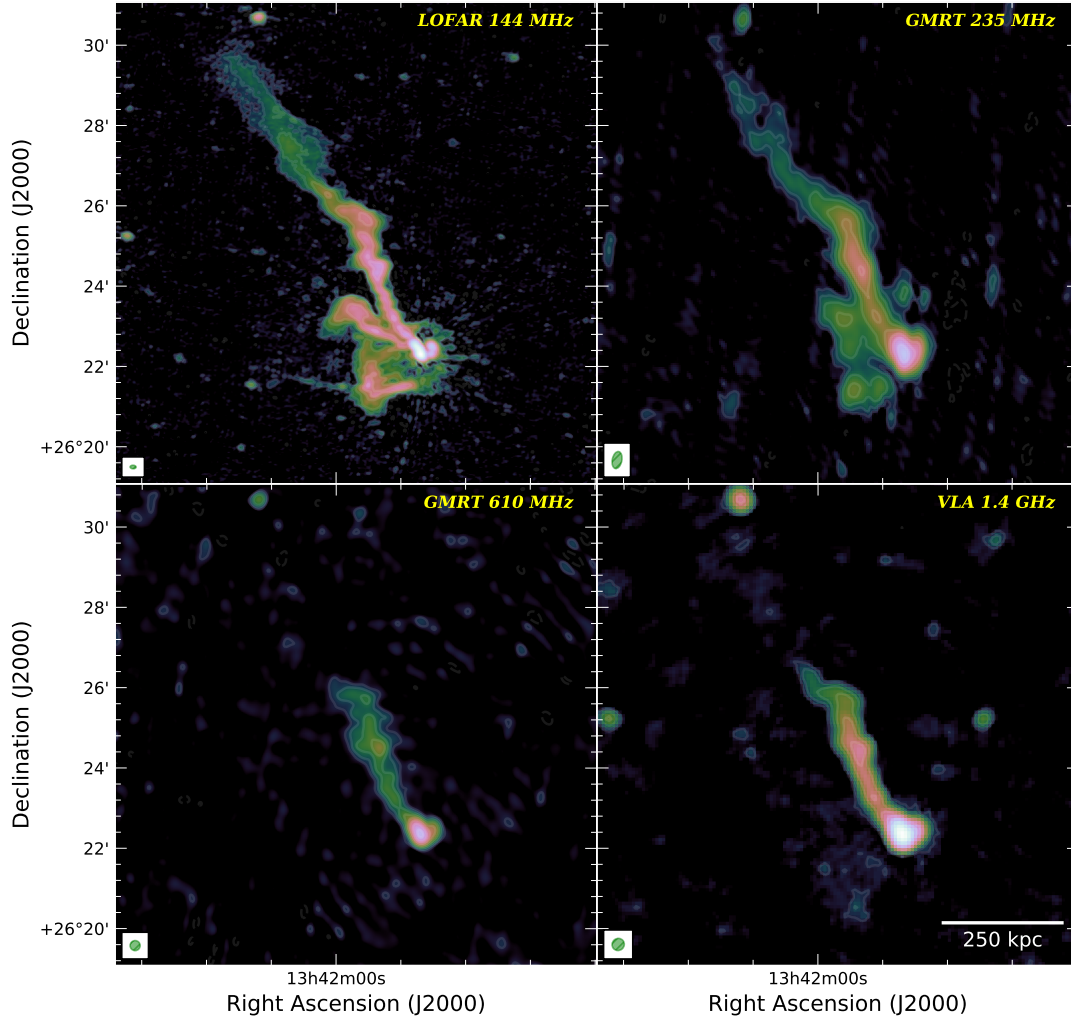 LOFAR 144 MHz
GMRT 235 MHz
30'
28'
26'
24'
22'
+26°20'
Declination (J2000)
GMRT 610 MHz
VLA 1.4 GHz
30'
28'
26'
24'
22'
+26°20'
Declination (J2000)
250 kpc
13h42m00s
13h42m00s
Right Ascension (J2000)
Right Ascension (J2000)